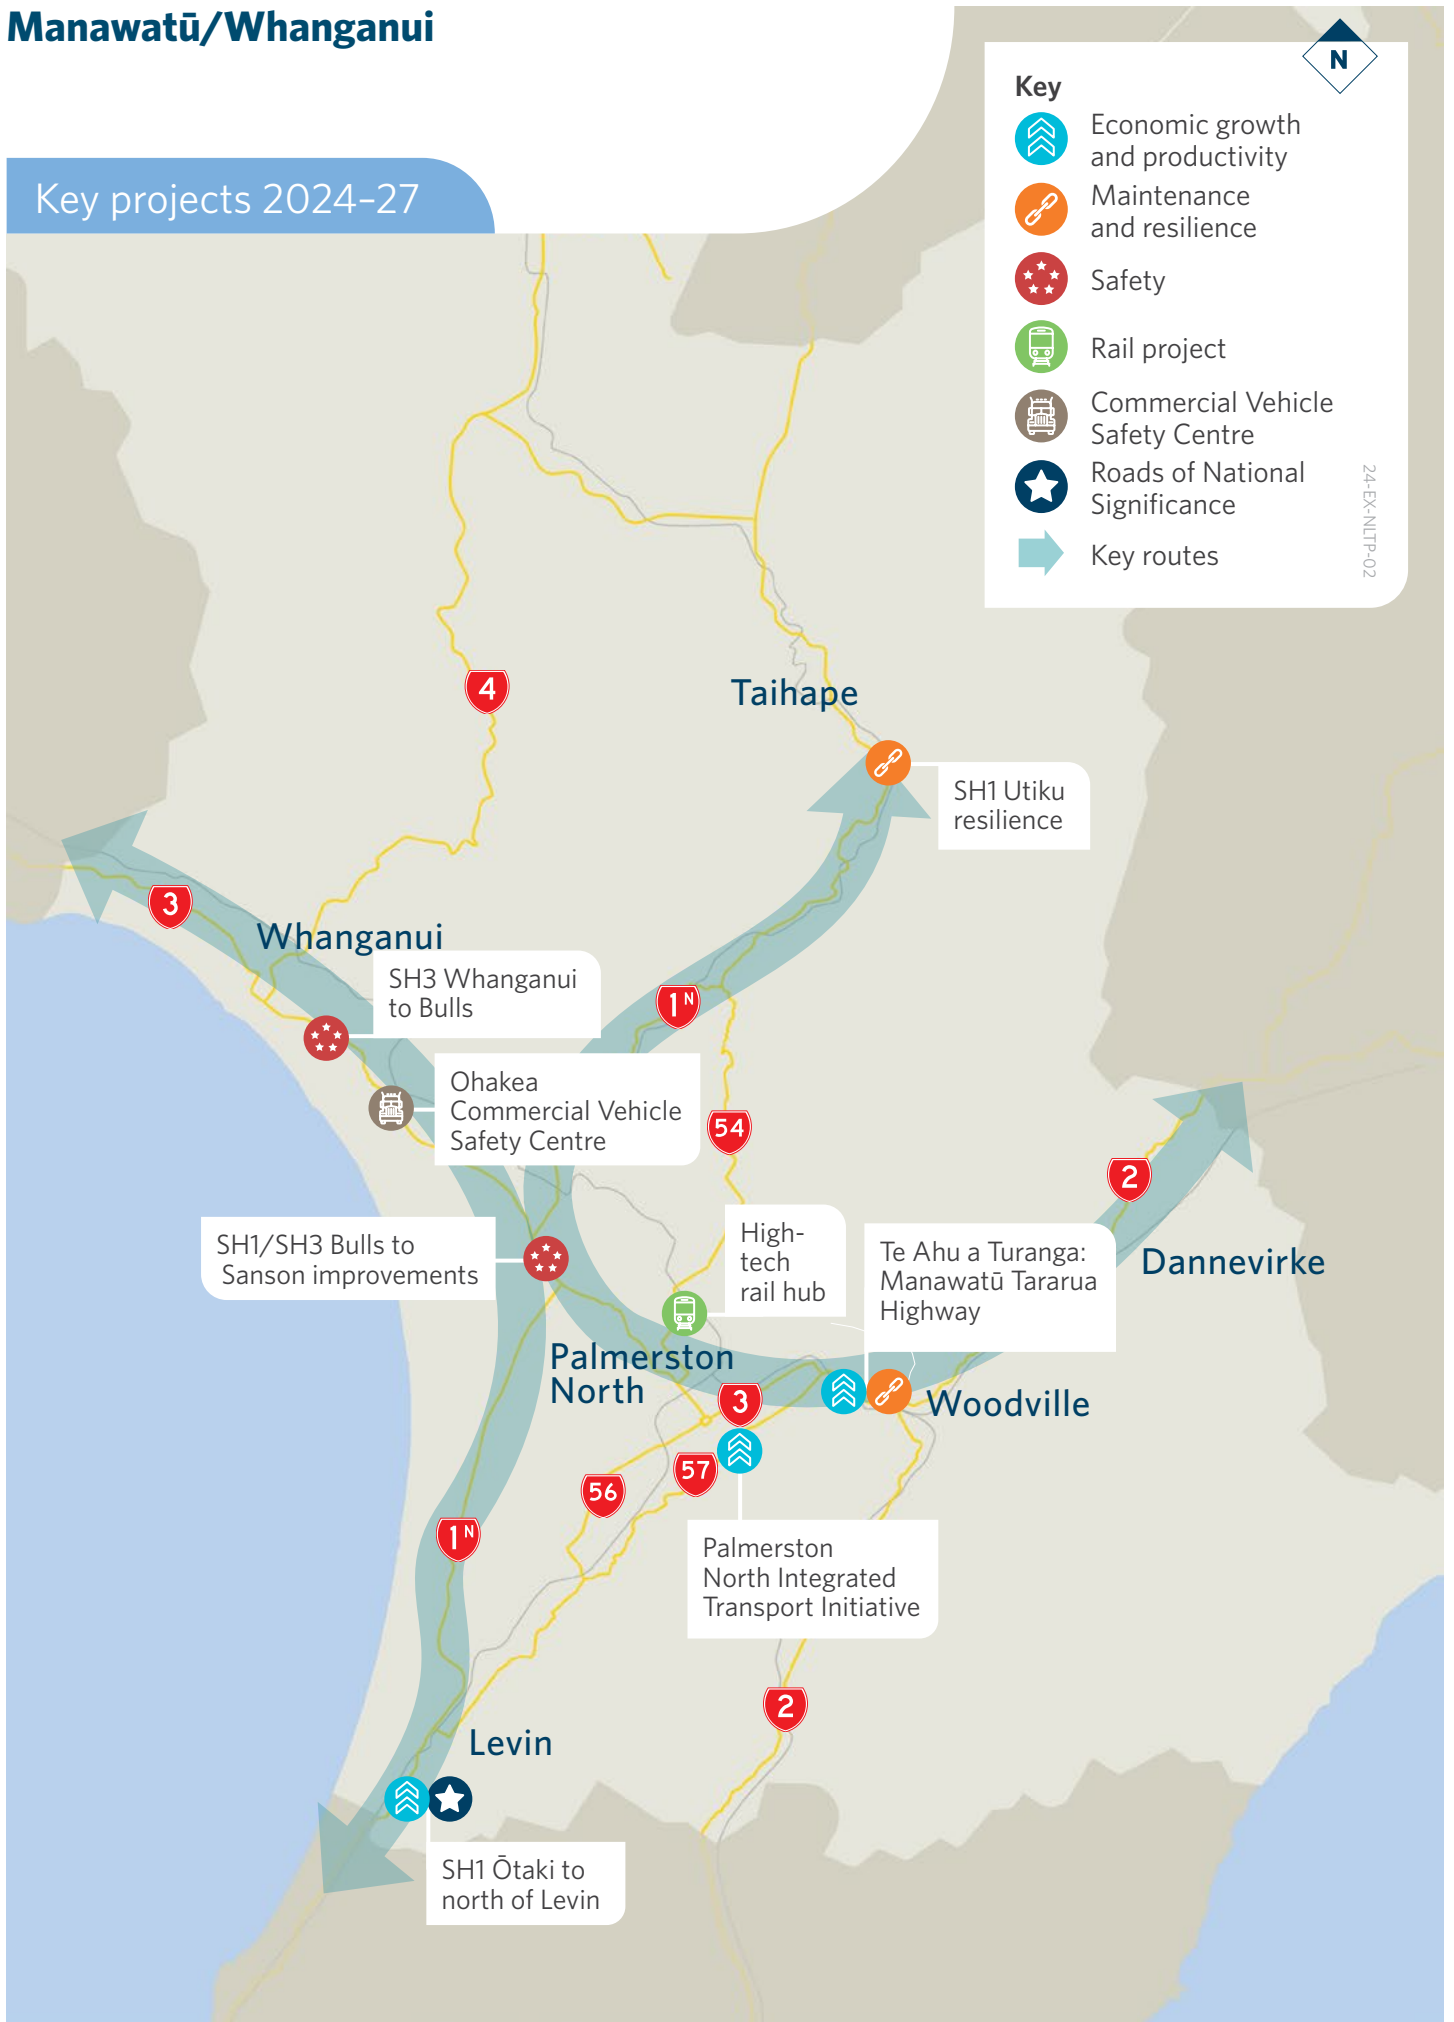 Manawatū/Whanganui
Key projects 2024–27
N
Key
Economic growth
and productivity
Maintenance
and resilience
Safety
Rail project
Commercial Vehicle
Safety Centre
Roads of National
Significance
Key routes
24-EX-NLTP-02
4
Taihape
SH1 Utiku
resilience
3
Whanganui
SH3 Whanganui
to Bulls
1N
Ohakea
Commercial Vehicle
Safety Centre
54
2
SH1/SH3 Bulls to
Sanson improvements
High-
tech
rail hub
Te Ahu a Turanga:
Manawatū Tararua
Highway
Dannevirke
Palmerston
North
3
Woodville
57
56
1N
Palmerston
North Integrated
Transport Initiative
2
Levin
SH1 Ōtaki to
north of Levin